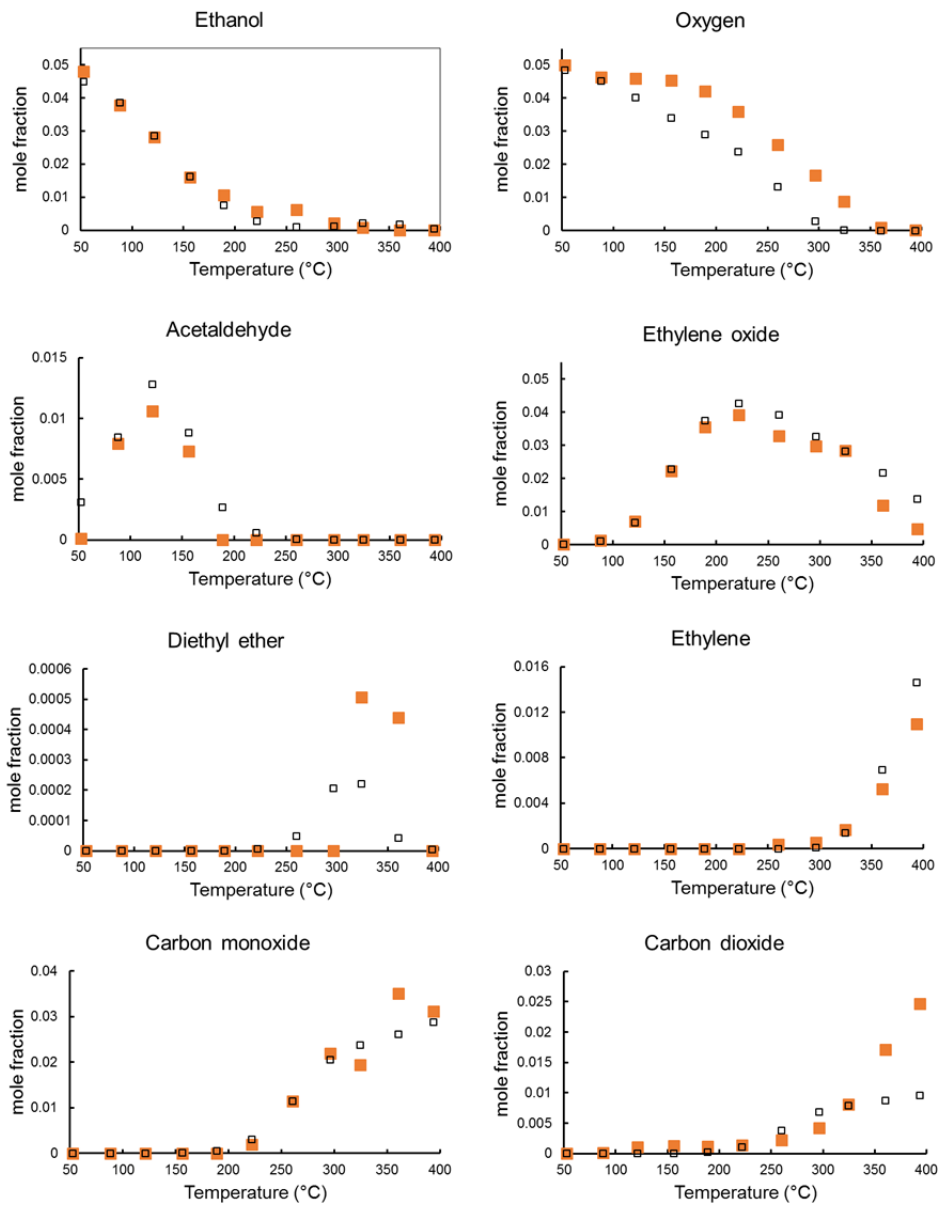 Ethanol
mole fraction
0.05
0.04
0.03
0.02
0.01
0
50 100 150 200 250 300 350 400
Temperature (°C)
Oxygen
mole fraction
0.05
0.04
0.03
0.02
0.01
0
50 100 150 200 250 300 350 400
Temperature (°C)
Acetaldehyde
mole fraction
0.015
0.01
0.005
0
50 100 150 200 250 300 350 400
Temperature (°C)
Ethylene oxide
mole fraction
0.05
0.04
0.03
0.02
0.01
0
50 100 150 200 250 300 350 400
Temperature (°C)
Diethyl ether
mole fraction
0.0006
0.0005
0.0004
0.0003
0.0002
0.0001
0
50 100 150 200 250 300 350 400
Temperature (°C)
Ethylene
mole fraction
0.016
0.012
0.008
0.004
0
50 100 150 200 250 300 350 400
Temperature (°C)
Carbon monoxide
mole fraction
0.04
0.03
0.02
0.01
0
50 100 150 200 250 300 350 400
Temperature (°C)
Carbon dioxide
mole fraction
0.03
0.025
0.02
0.015
0.01
0.005
0
50 100 150 200 250 300 350 400
Temperature (°C)